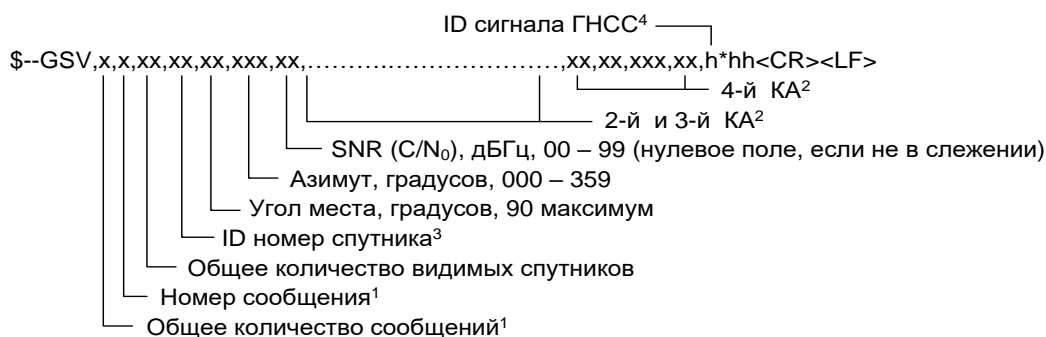 ID сигнала ГНСС⁴
$--GSV,x,x,xx,xx,xx,xxx,xx,………..……………………,xx,xx,xxx,xx,h*hh<CR><LF>
4-й КА²
2-й и 3-й КА²
SNR (C/N₀), дБГц, 00 – 99 (нулевое поле, если не в слежении)
Азимут, градусов, 000 – 359
Угол места, градусов, 90 максимум
ID номер спутника³
Общее количество видимых спутников
Номер сообщения¹
Общее количество сообщений¹